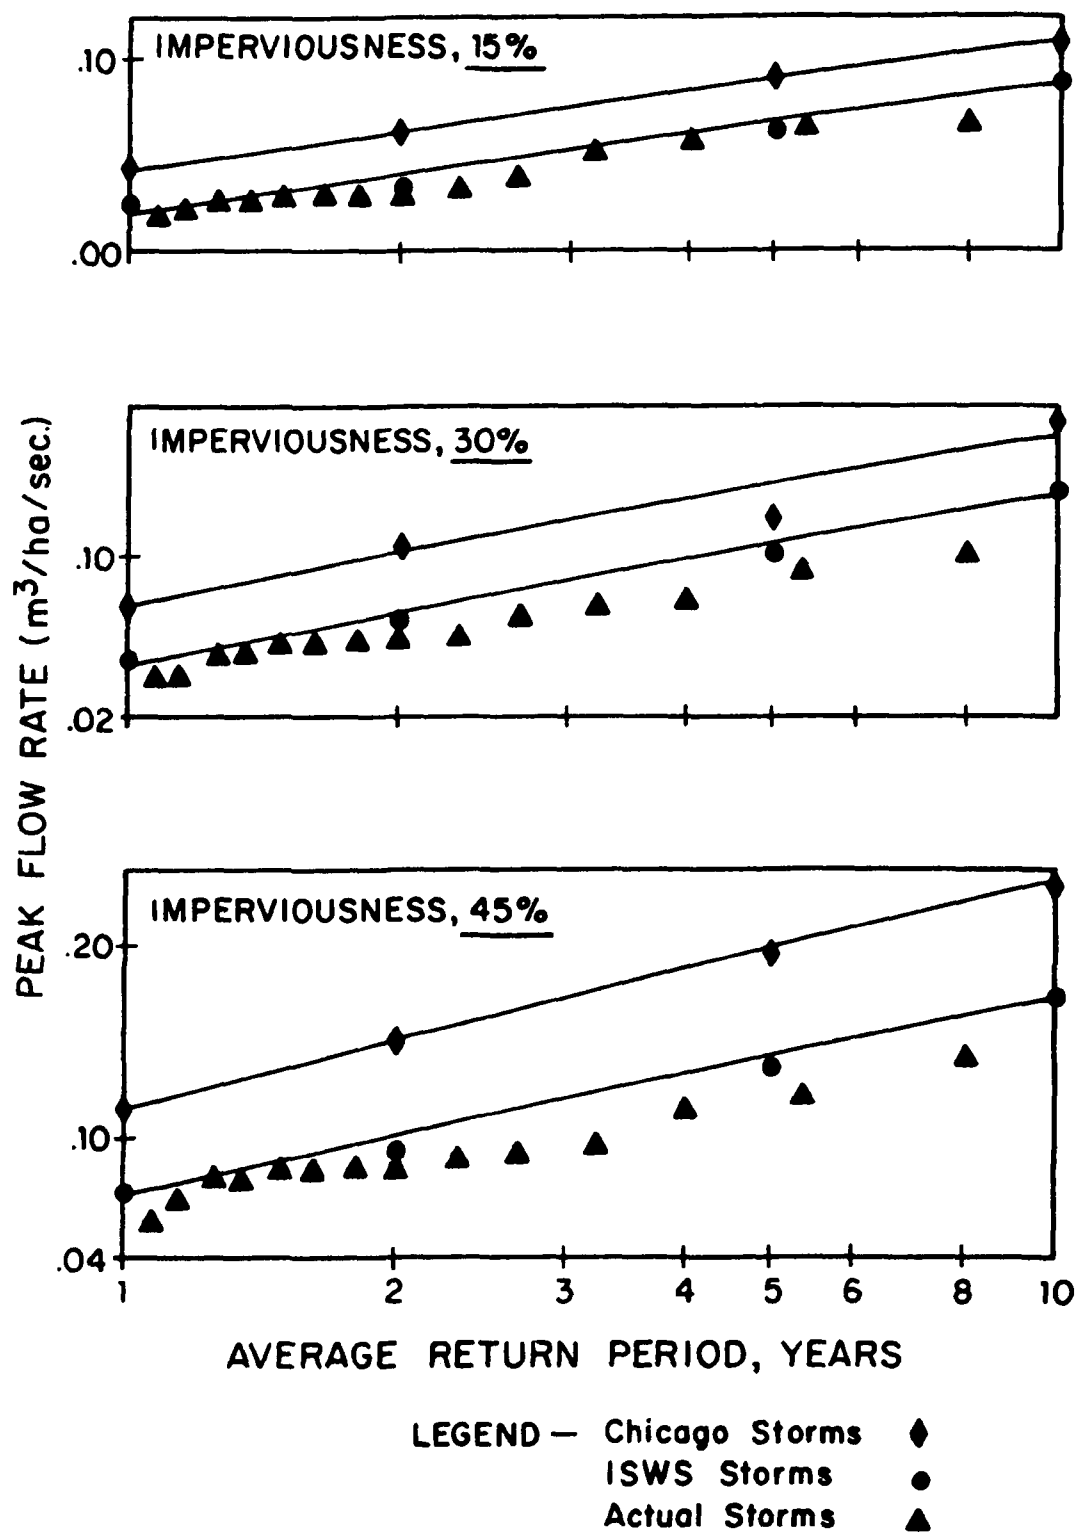 IMPERVIOUSNESS, 15%
.10
.00
IMPERVIOUSNESS, 30%
.10
.02
PEAK FLOW RATE (m³/ha/sec.)
IMPERVIOUSNESS, 45%
.20
.10
.04
1 2 3 4 5 6 8 10
AVERAGE RETURN PERIOD, YEARS
LEGEND — Chicago Storms
ISWS Storms
Actual Storms